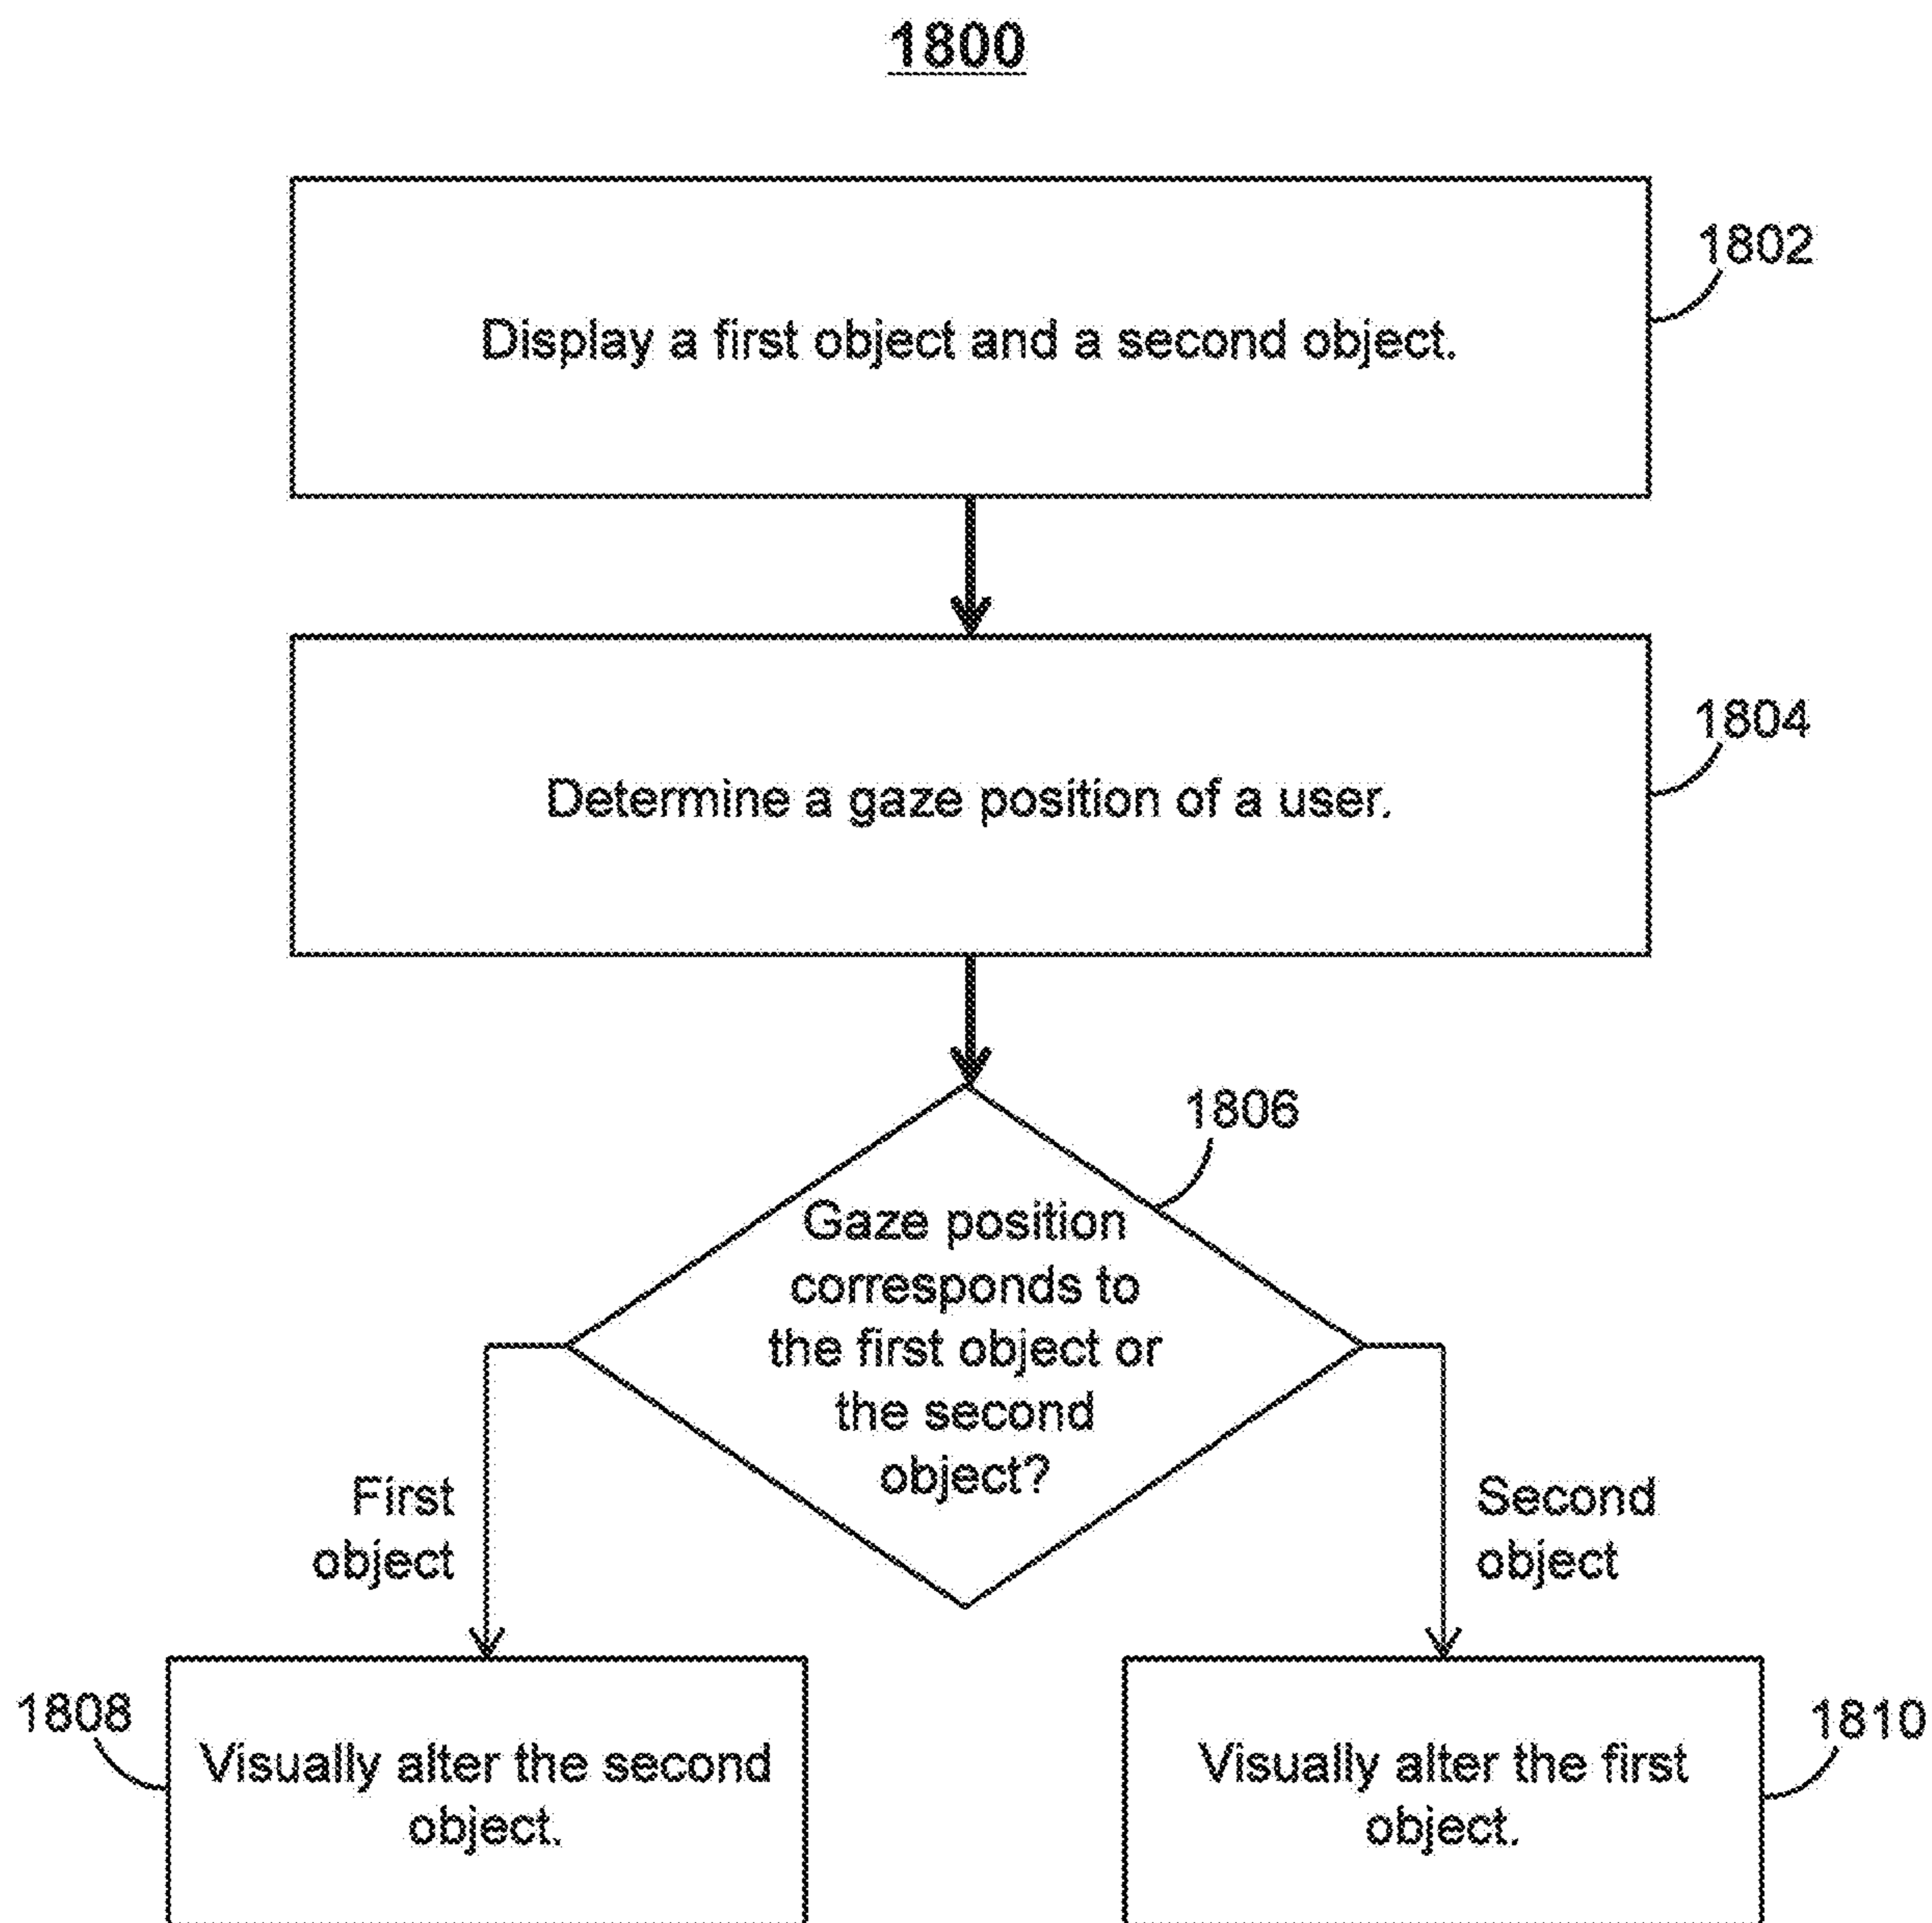 1800
1802
Display a first object and a second object.
1804
Determine a gaze position of a user.
1806
Gaze position
corresponds to
the first object or
the second
object?
First
object
Second
object
1808
Visually alter the second
object.
1810
Visually alter the first
object.